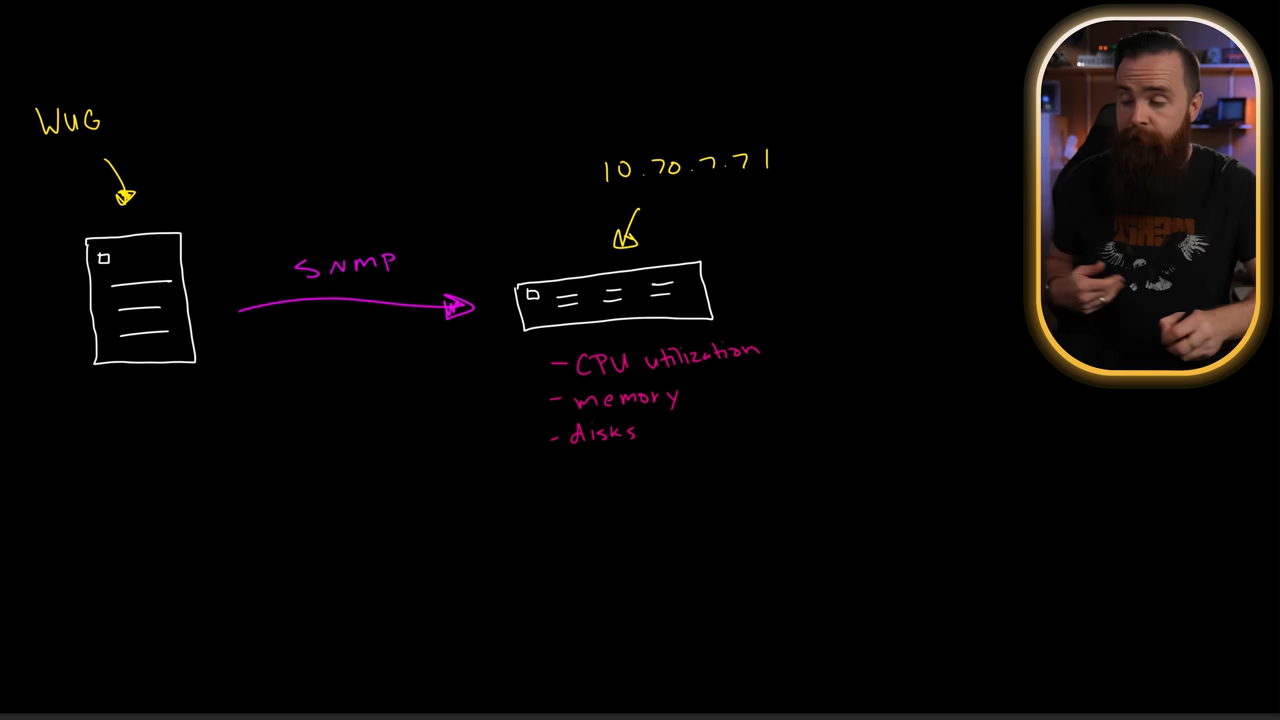 WUG
10.70.7.71
SNMP
- CPU utilization
- memory
- disks